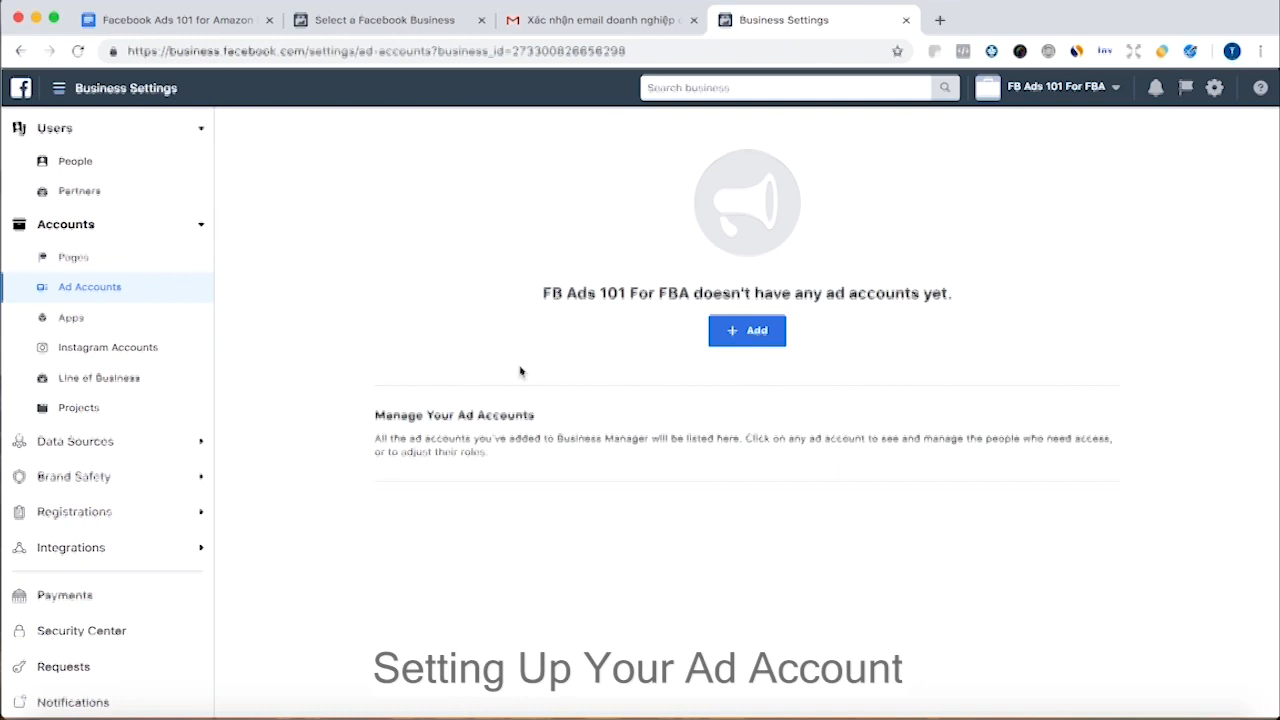 Facebook Ads 101 for Amazon
Select a Facebook Business
Xác nhận email doanh nghiệp c
Business Settings
https://business.facebook.com/settings/ad-accounts?business_id=273300826656298
Business Settings
Search business
FB Ads 101 For FBA
Users
People
Partners
Accounts
Pages
Ad Accounts
Apps
Instagram Accounts
Line of Business
Projects
Data Sources
Brand Safety
Registrations
Integrations
Payments
Security Center
Requests
Notifications
FB Ads 101 For FBA doesn't have any ad accounts yet.
+ Add
Manage Your Ad Accounts
All the ad accounts you've added to Business Manager will be listed here. Click on any ad account to see and manage the people who need access,
or to adjust their roles.
Setting Up Your Ad Account